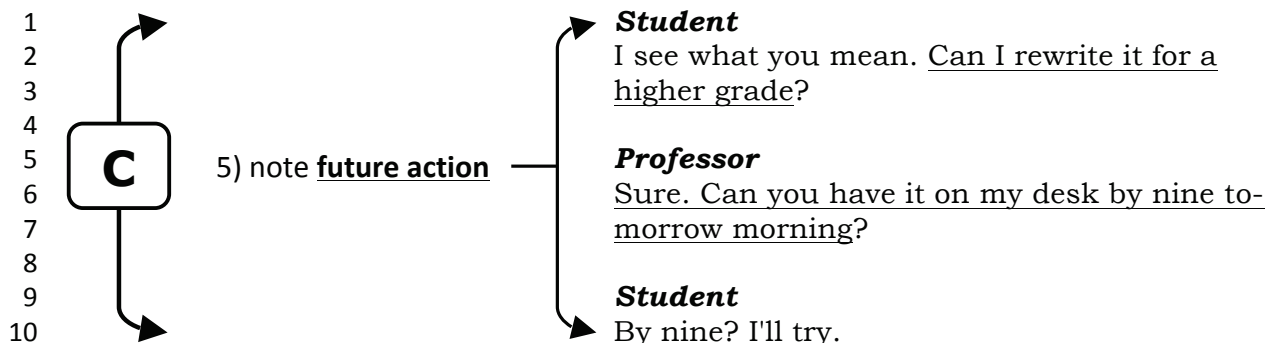 1 Student
2 I see what you mean. Can I rewrite it for a
3 higher grade?
4
5 C 5) note future action Professor
6 Sure. Can you have it on my desk by nine to-
7 morrow morning?
8
9 Student
10 By nine? I'll try.